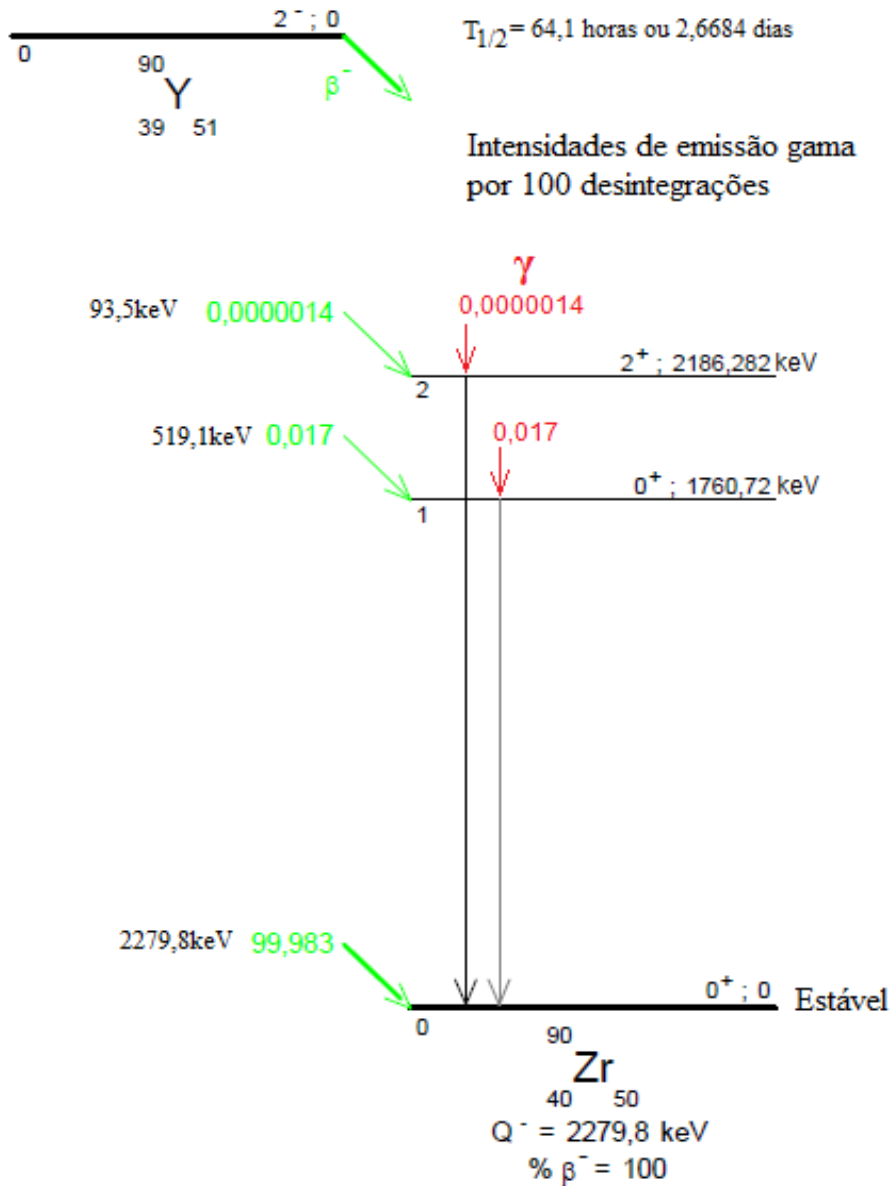 2⁻ ; 0
T1/2 = 64,1 horas ou 2,6684 dias
0
90
Y
39 51
β⁻
Intensidades de emissão gama
por 100 desintegrações
γ
93,5keV 0,0000014
0,0000014
2
2⁺ ; 2186,282 keV
519,1keV 0,017
0,017
1
0⁺ ; 1760,72 keV
2279,8keV 99,983
0⁺ ; 0 Estável
0
90
Zr
40 50
Q⁻ = 2279,8 keV
% β⁻ = 100